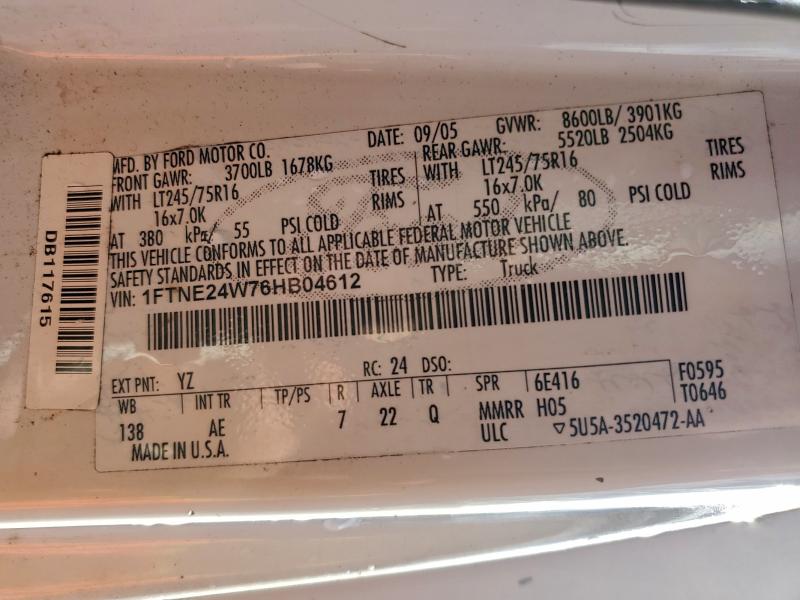 MFD. BY FORD MOTOR CO. DATE: 09/05 GVWR: 8600LB/ 3901KG
FRONT GAWR: 3700LB 1678KG REAR GAWR: 5520LB 2504KG
WITH LT245/75R16 TIRES WITH LT245/75R16 TIRES
16x7.0K RIMS 16x7.0K RIMS
AT 380 kPa/ 55 PSI COLD AT 550 kPa/ 80 PSI COLD
THIS VEHICLE CONFORMS TO ALL APPLICABLE FEDERAL MOTOR VEHICLE
SAFETY STANDARDS IN EFFECT ON THE DATE OF MANUFACTURE SHOWN ABOVE.
VIN: 1FTNE24W76HB04612 TYPE: Truck
DB117615
EXT PNT: YZ RC: 24 DSO:
WB INT TR TP/PS R AXLE TR SPR 6E416 F0595
138 AE 7 22 Q MMRR H05 T0646
MADE IN U.S.A. ULC ▽5U5A-3520472-AA